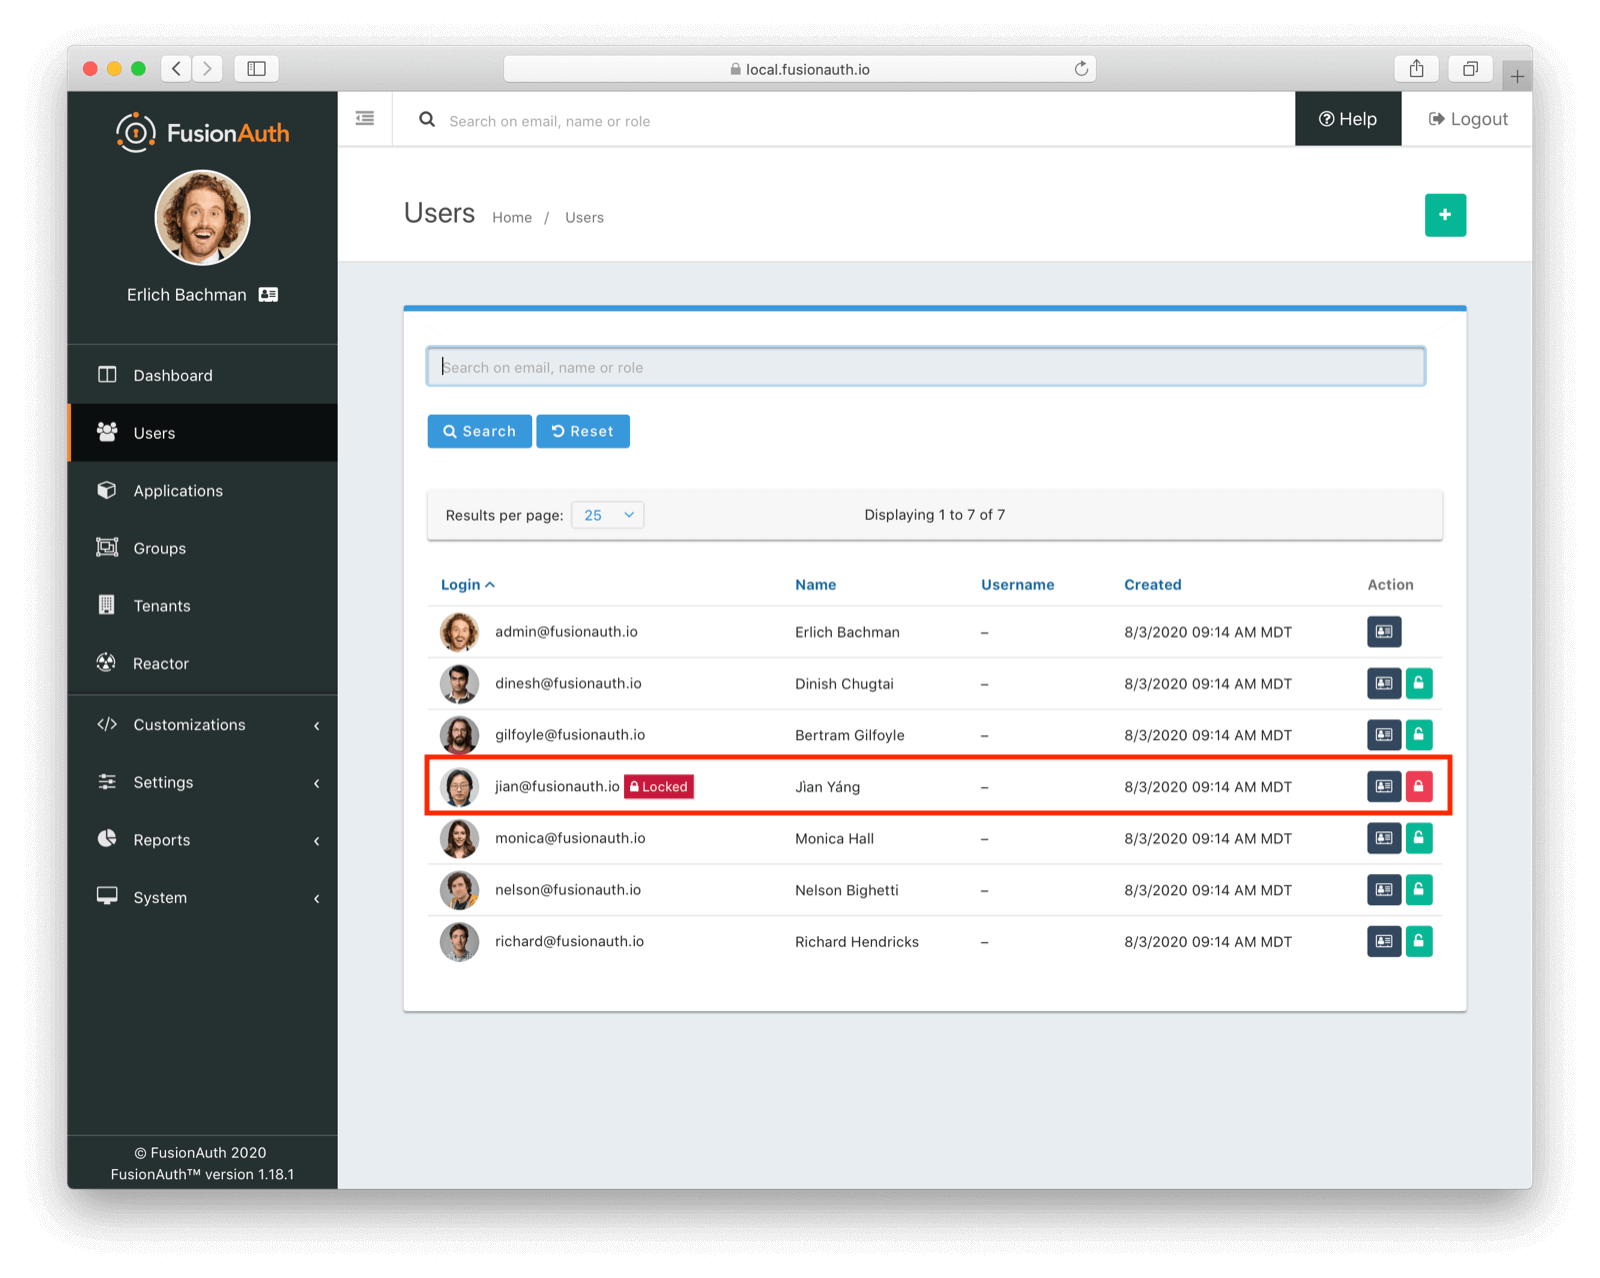 local.fusionauth.io
FusionAuth
Search on email, name or role
Help
Logout
Erlich Bachman
Users
Home / Users
Dashboard
Users
Applications
Groups
Tenants
Reactor
Customizations
Settings
Reports
System
Search on email, name or role
Search
Reset
Results per page: 25
Displaying 1 to 7 of 7
Login Name Username Created Action
admin@fusionauth.io Erlich Bachman – 8/3/2020 09:14 AM MDT
dinesh@fusionauth.io Dinish Chugtai – 8/3/2020 09:14 AM MDT
gilfoyle@fusionauth.io Bertram Gilfoyle – 8/3/2020 09:14 AM MDT
jian@fusionauth.io Locked Jìan Yáng – 8/3/2020 09:14 AM MDT
monica@fusionauth.io Monica Hall – 8/3/2020 09:14 AM MDT
nelson@fusionauth.io Nelson Bighetti – 8/3/2020 09:14 AM MDT
richard@fusionauth.io Richard Hendricks – 8/3/2020 09:14 AM MDT
© FusionAuth 2020
FusionAuth™ version 1.18.1